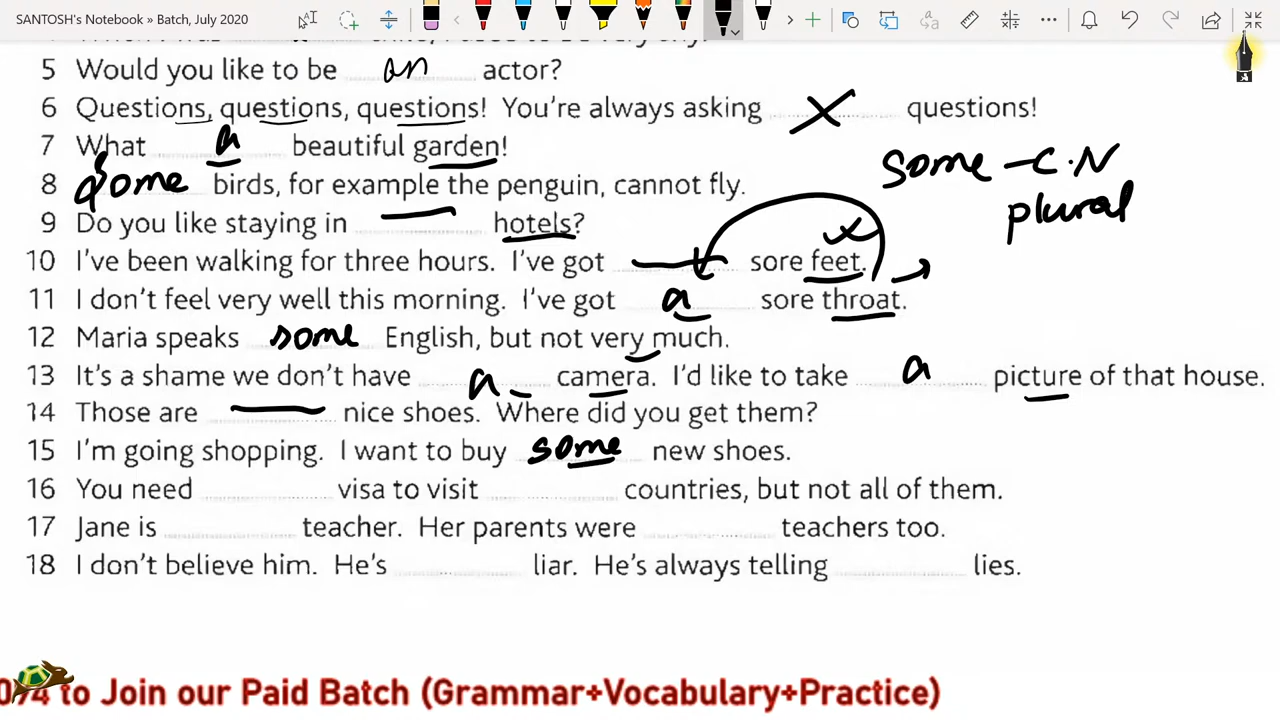 SANTOSH's Notebook » Batch, July 2020
5 Would you like to be an actor?
6 Questions, questions, questions! You're always asking X questions!
7 What a beautiful garden!
some – C.N
8 Some birds, for example the penguin, cannot fly.
plural
9 Do you like staying in hotels?
10 I've been walking for three hours. I've got sore feet.
11 I don't feel very well this morning. I've got a sore throat.
12 Maria speaks some English, but not very much.
13 It's a shame we don't have a camera. I'd like to take a picture of that house.
14 Those are nice shoes. Where did you get them?
15 I'm going shopping. I want to buy some new shoes.
16 You need visa to visit countries, but not all of them.
17 Jane is teacher. Her parents were teachers too.
18 I don't believe him. He's liar. He's always telling lies.
to Join our Paid Batch (Grammar+Vocabulary+Practice)